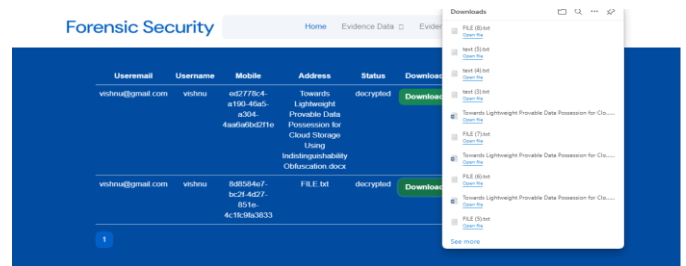 Forensic Security
Home Evidence Data
Useremail Username Mobile Address Status
vishnu@gmail.com vishnu ed2778c4-
a190-46a5-
a304-
4aa6a6bd2f1e
Towards
Lightweight
Provable Data
Possession for
Cloud Storage
Using
Indistinguishability
Obfuscation.docx
decrypted
vishnu@gmail.com vishnu 8d8584e7-
bc2f-4d27-
851e-
4c1fc9fa3833
FILE.txt decrypted
1
Downloads
FILE (8).txt
Open file
text (5).txt
Open file
text (4).txt
Open file
text (3).txt
Open file
Towards Lightweight Provable Data Possession for Clo......
Open file
FILE (7).txt
Open file
Towards Lightweight Provable Data Possession for Clo......
Open file
FILE (6).txt
Open file
Towards Lightweight Provable Data Possession for Clo......
Open file
FILE (5).txt
Open file
See more